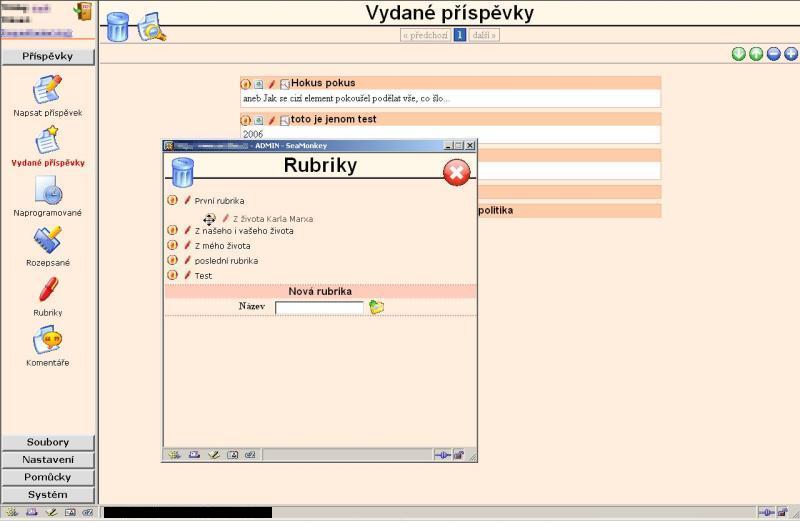 Vydané příspěvky
« předchozí 1 další »
Příspěvky
Napsat příspěvek
Vydané příspěvky
Naprogramované
Rozepsané
Rubriky
Komentáře
Soubory
Nastavení
Pomůcky
Systém
Hokus pokus
aneb Jak se cizí element pokoušel podělat vše, co šlo...
toto je jenom test
2006
politika
- ADMIN - SeaMonkey
Rubriky
První rubrika
Z života Karla Marxa
Z našeho i vašeho života
Z mého života
poslední rubrika
Test
Nová rubrika
Název